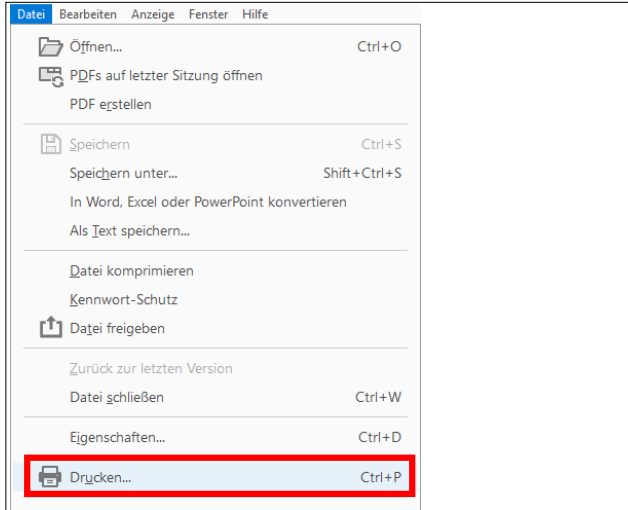 Datei Bearbeiten Anzeige Fenster Hilfe
Öffnen... Ctrl+O
PDFs auf letzter Sitzung öffnen
PDF erstellen
Speichern Ctrl+S
Speichern unter... Shift+Ctrl+S
In Word, Excel oder PowerPoint konvertieren
Als Text speichern...
Datei komprimieren
Kennwort-Schutz
Datei freigeben
Zurück zur letzten Version
Datei schließen Ctrl+W
Eigenschaften... Ctrl+D
Drucken... Ctrl+P